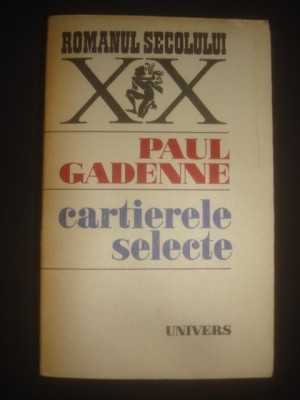 ROMANUL SECOLULUI
XX
PAUL
GADENNE
cartierele
selecte
UNIVERS